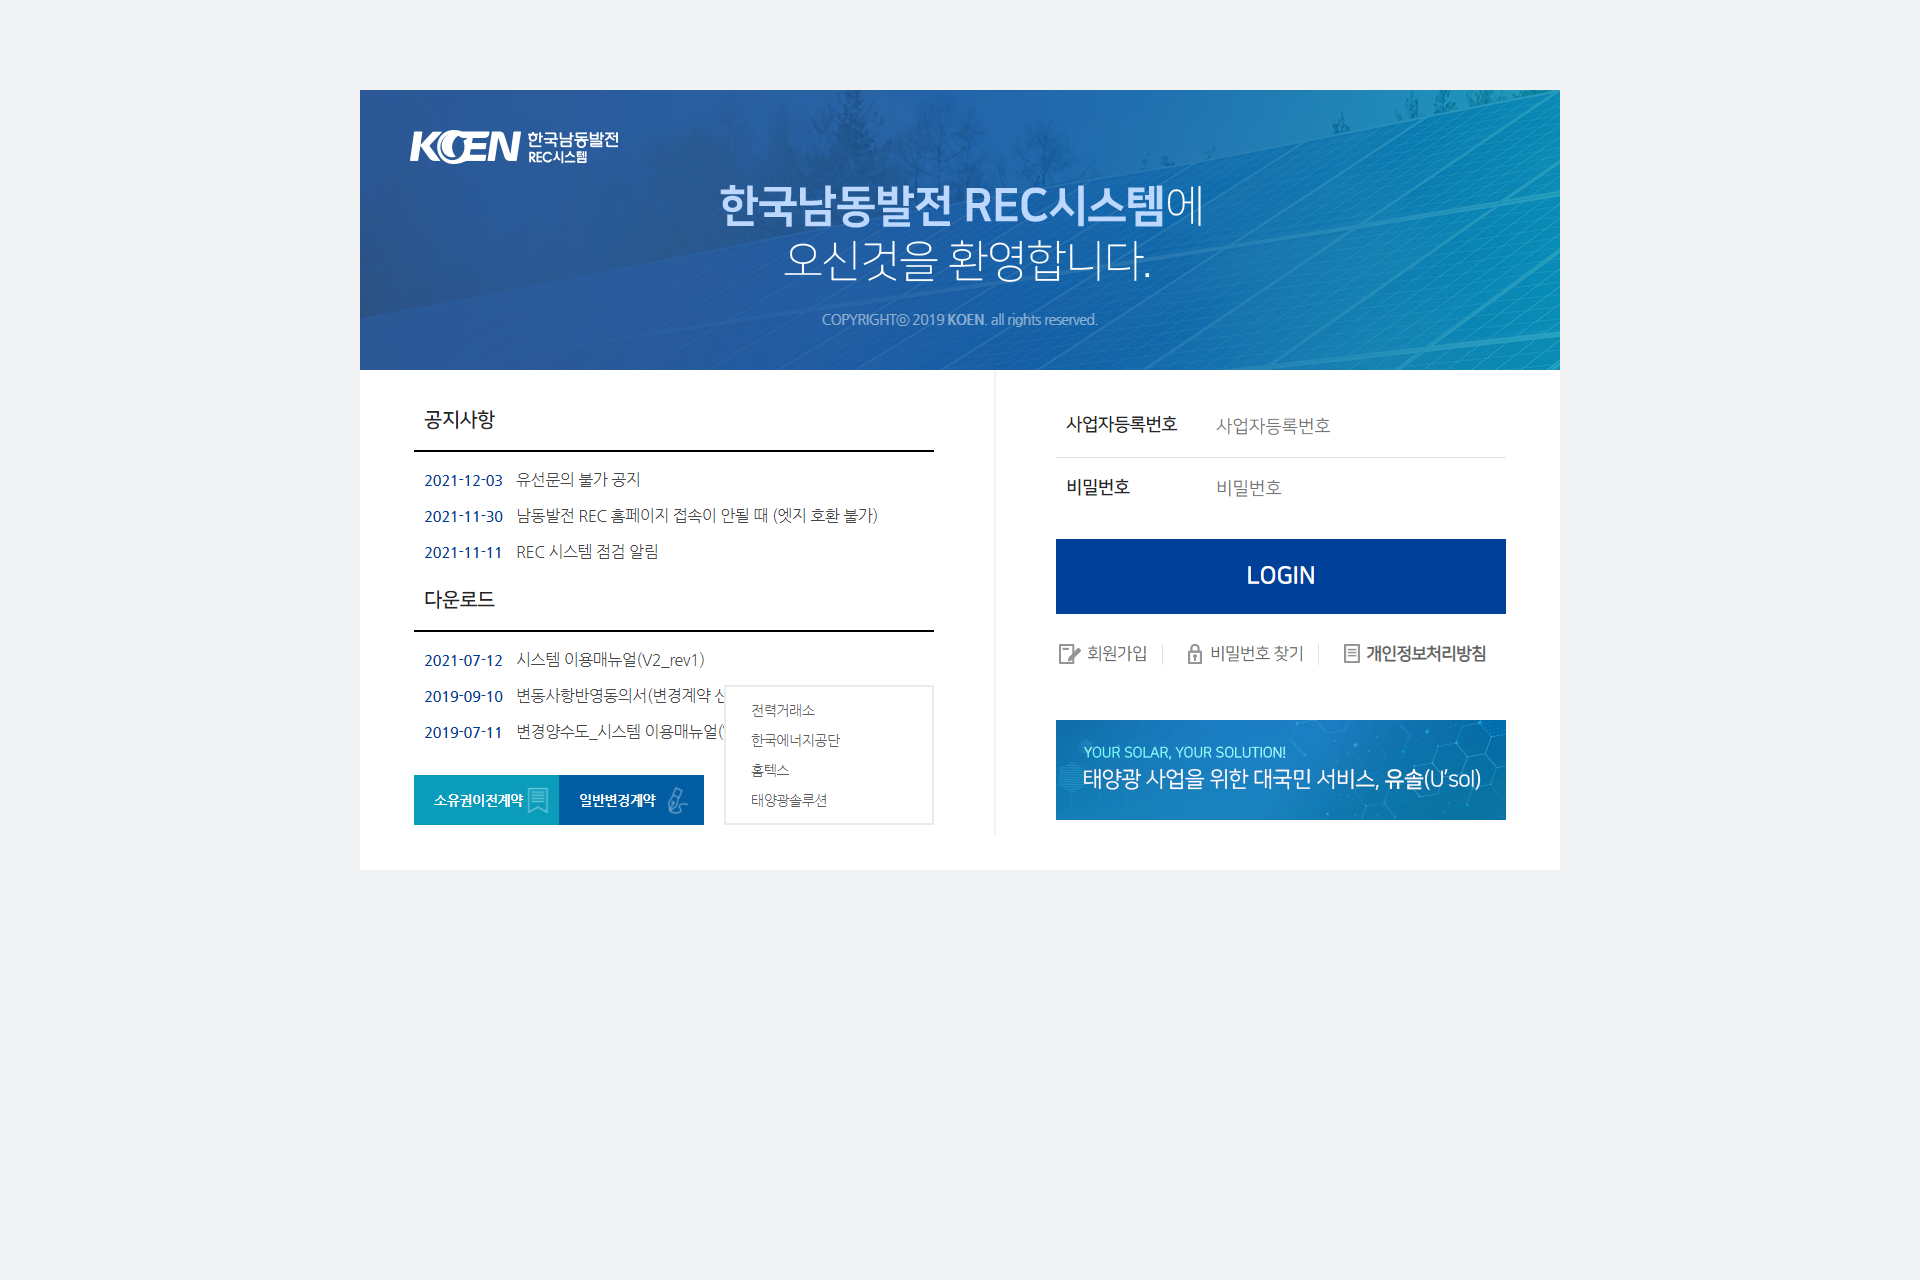 KOEN 한국남동발전
REC시스템
한국남동발전 REC시스템에
오신것을 환영합니다.
COPYRIGHTⓒ 2019 KOEN. all rights reserved.
공지사항
2021-12-03 유선문의 불가 공지
2021-11-30 남동발전 REC 홈페이지 접속이 안될 때 (엣지 호환 불가)
2021-11-11 REC 시스템 점검 알림
다운로드
2021-07-12 시스템 이용매뉴얼(V2_rev1)
2019-09-10 변동사항반영동의서(변경계약
2019-07-11 변경양수도_시스템 이용매뉴얼(
소유권이전계약
일반변경계약
전력거래소
한국에너지공단
홈텍스
태양광솔루션
사업자등록번호 사업자등록번호
비밀번호 비밀번호
LOGIN
회원가입 비밀번호 찾기 개인정보처리방침
YOUR SOLAR, YOUR SOLUTION!
태양광 사업을 위한 대국민 서비스, 유솔(U'sol)